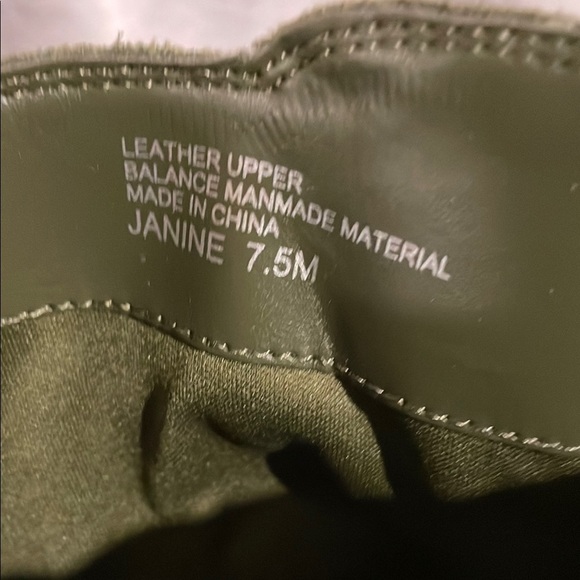 LEATHER UPPER
BALANCE MANMADE MATERIAL
MADE IN CHINA
JANINE 7.5M